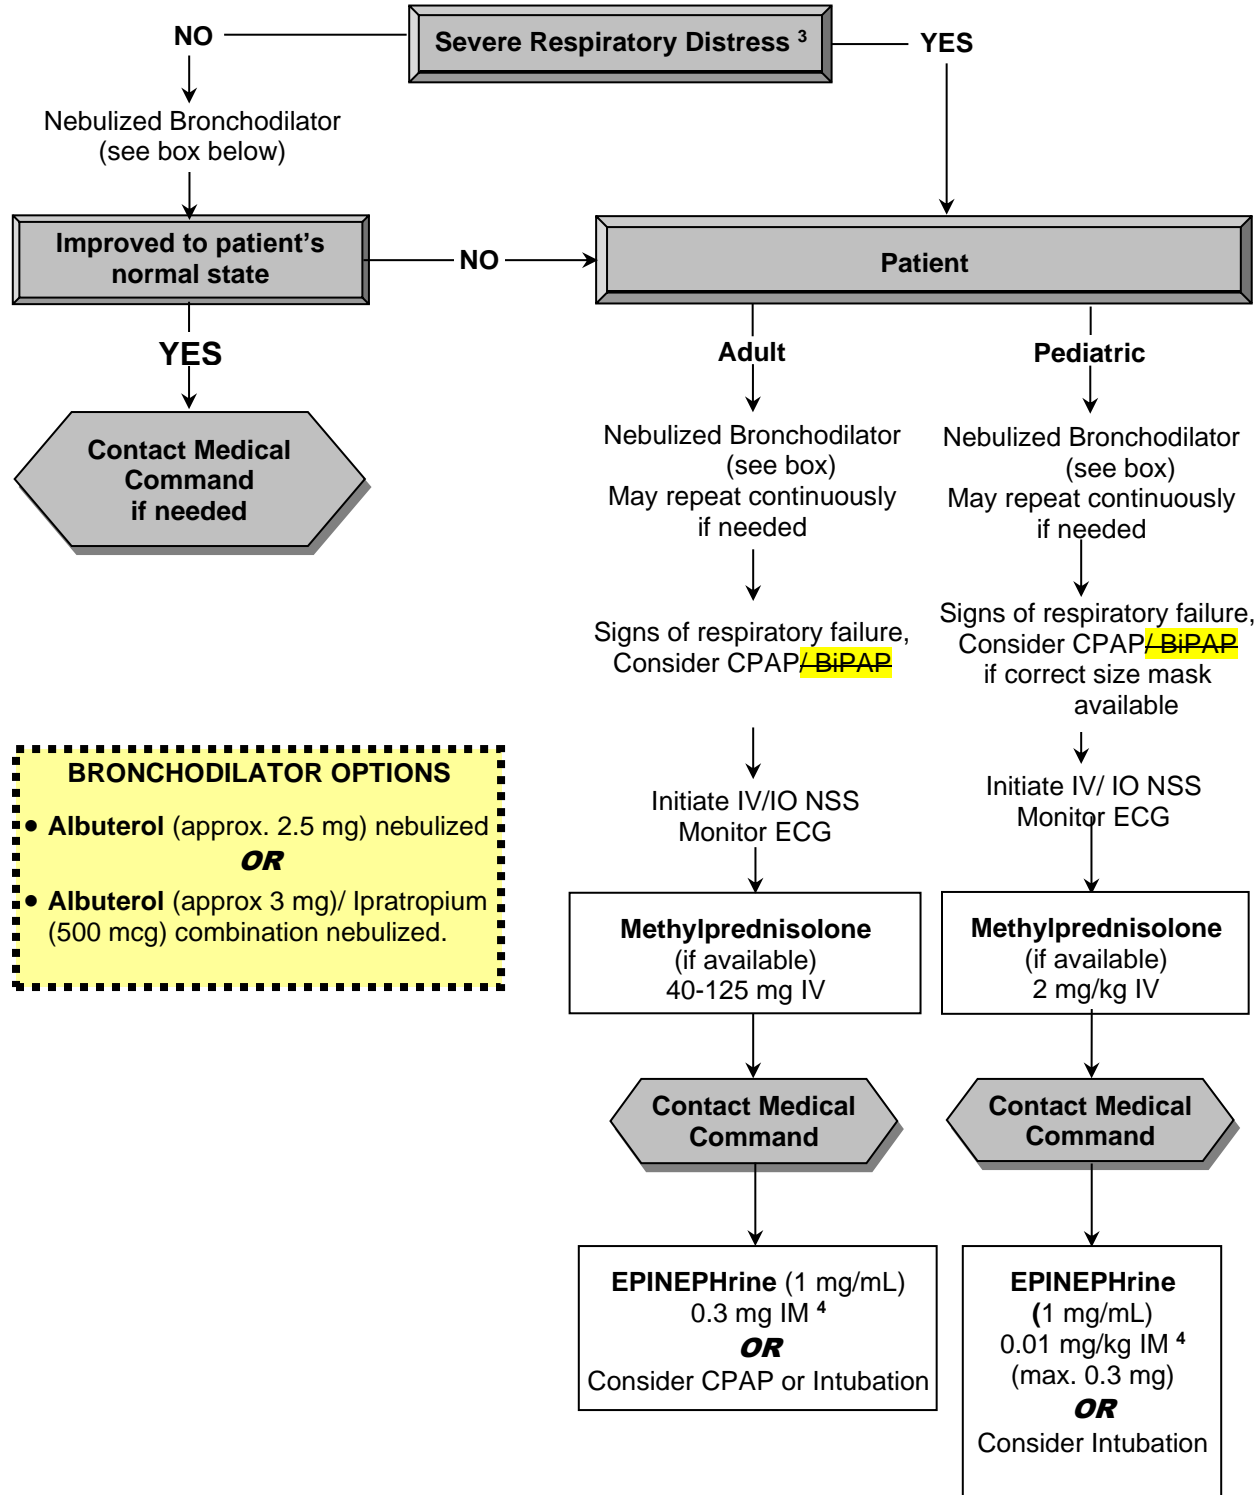 NO
Severe Respiratory Distress 3
YES
Nebulized Bronchodilator
(see box below)
Improved to patient's
normal state
NO
Patient
YES
Contact Medical
Command
if needed
Adult
Nebulized Bronchodilator
(see box)
May repeat continuously
if needed
Signs of respiratory failure,
Consider CPAP/ BiPAP
Initiate IV/IO NSS
Monitor ECG
Methylprednisolone
(if available)
40-125 mg IV
Contact Medical
Command
EPINEPHrine (1 mg/mL)
0.3 mg IM 4
OR
Consider CPAP or Intubation
Pediatric
Nebulized Bronchodilator
(see box)
May repeat continuously
if needed
Signs of respiratory failure,
Consider CPAP/ BiPAP
if correct size mask
available
Initiate IV/ IO NSS
Monitor ECG
Methylprednisolone
(if available)
2 mg/kg IV
Contact Medical
Command
EPINEPHrine
(1 mg/mL)
0.01 mg/kg IM 4
(max. 0.3 mg)
OR
Consider Intubation
BRONCHODILATOR OPTIONS
• Albuterol (approx. 2.5 mg) nebulized
OR
• Albuterol (approx 3 mg)/ Ipratropium
(500 mcg) combination nebulized.